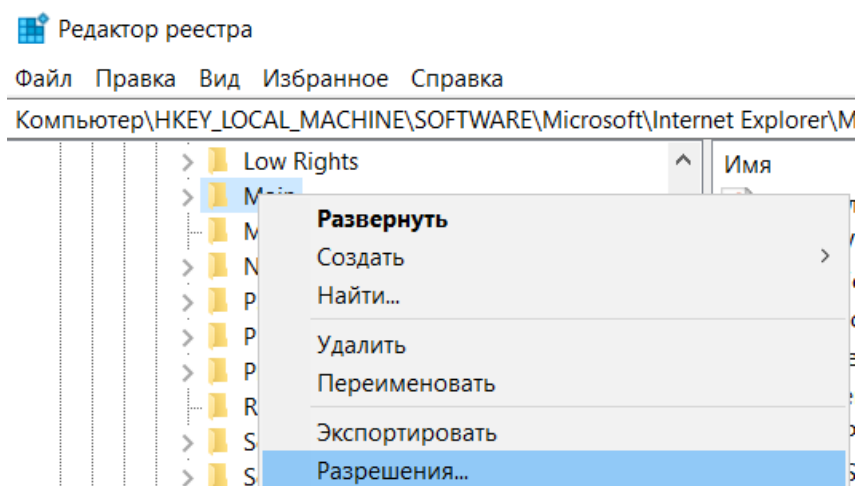 Редактор реестра
Файл Правка Вид Избранное Справка
Компьютер\HKEY_LOCAL_MACHINE\SOFTWARE\Microsoft\Internet Explorer\M
Low Rights
Имя
Main
Развернуть
Создать
Найти...
Удалить
Переименовать
Экспортировать
Разрешения...